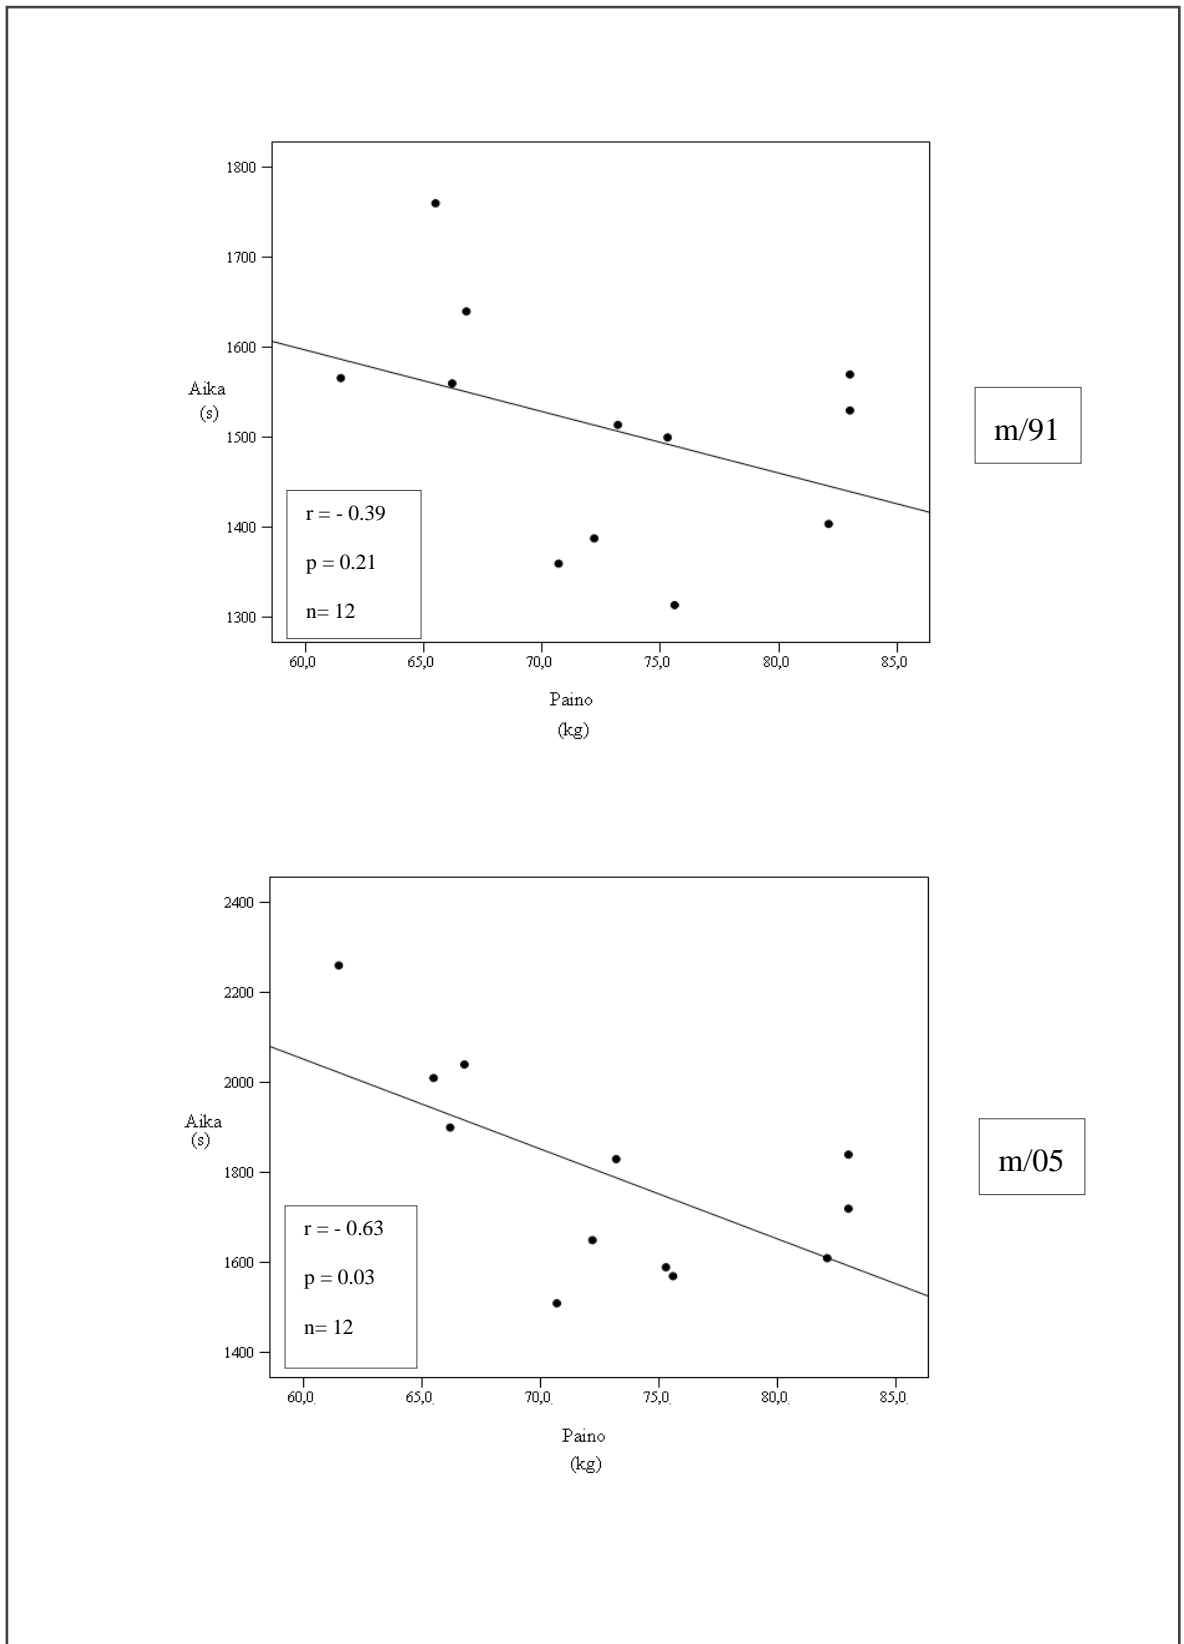 1800
1700
1600
Aika
(s)
1500
1400
1300
m/91
r = - 0.39
p = 0.21
n= 12
60,0 65,0 70,0 75,0 80,0 85,0
Paino
(kg)
2400
2200
2000
Aika
(s)
1800
1600
1400
m/05
r = - 0.63
p = 0.03
n= 12
60,0 65,0 70,0 75,0 80,0 85,0
Paino
(kg)